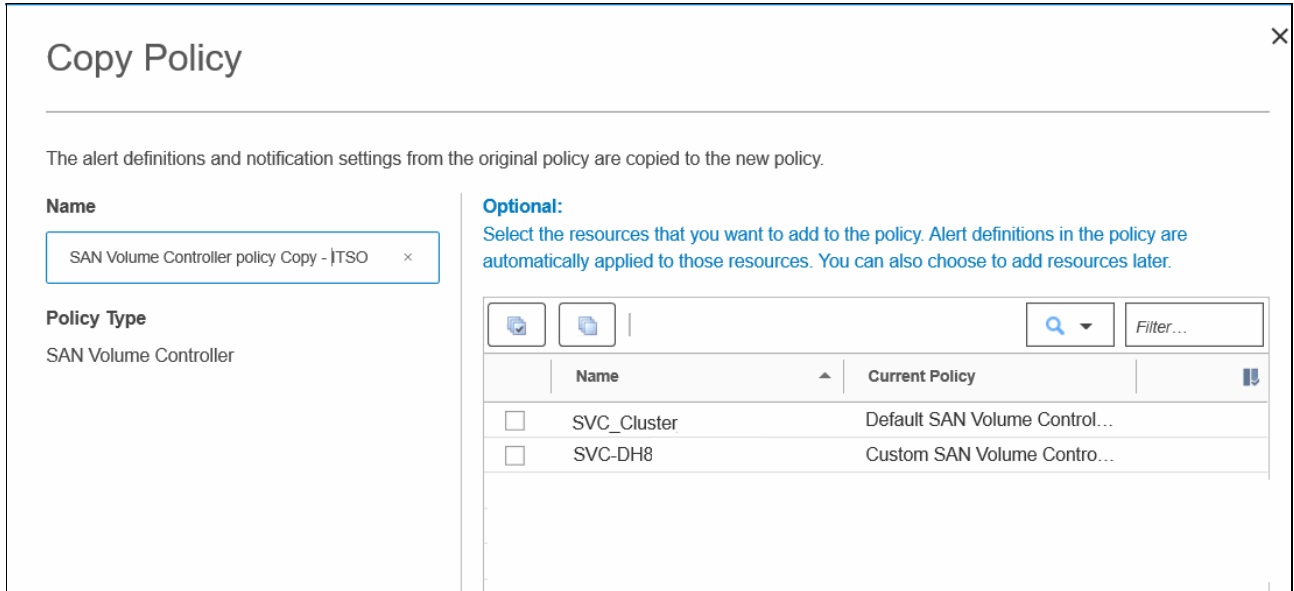 Copy Policy
The alert definitions and notification settings from the original policy are copied to the new policy.
Name
SAN Volume Controller policy Copy - ITSO
Policy Type
SAN Volume Controller
Optional:
Select the resources that you want to add to the policy. Alert definitions in the policy are
automatically applied to those resources. You can also choose to add resources later.
Filter...
Name Current Policy
SVC_Cluster Default SAN Volume Control...
SVC-DH8 Custom SAN Volume Contro...